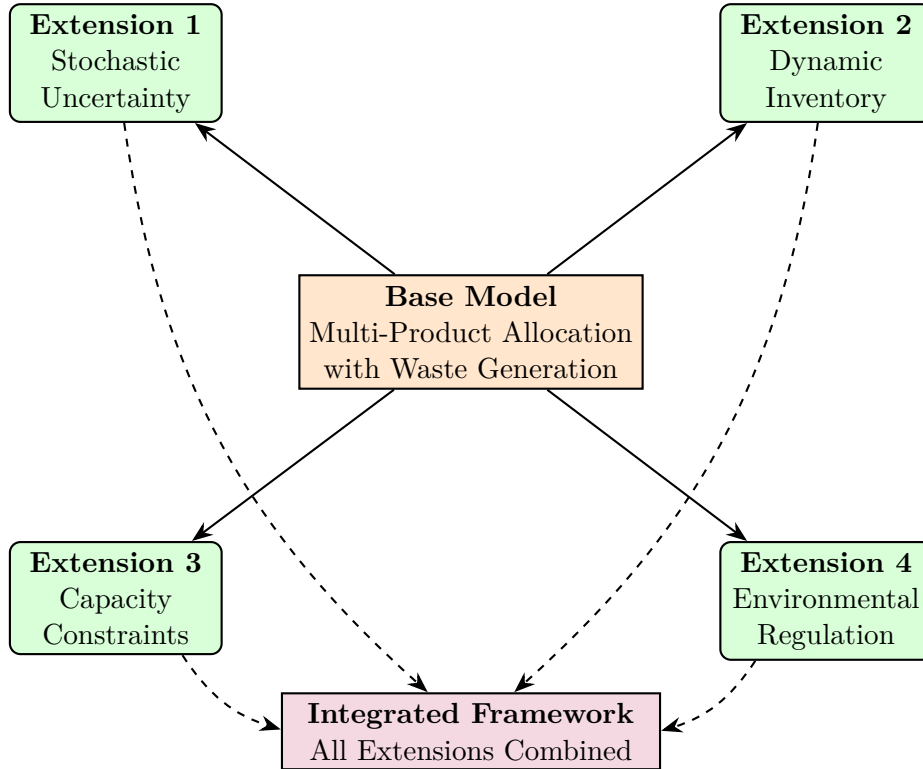 Extension 1
Stochastic
Uncertainty
Extension 2
Dynamic
Inventory
Base Model
Multi-Product Allocation
with Waste Generation
Extension 3
Capacity
Constraints
Extension 4
Environmental
Regulation
Integrated Framework
All Extensions Combined